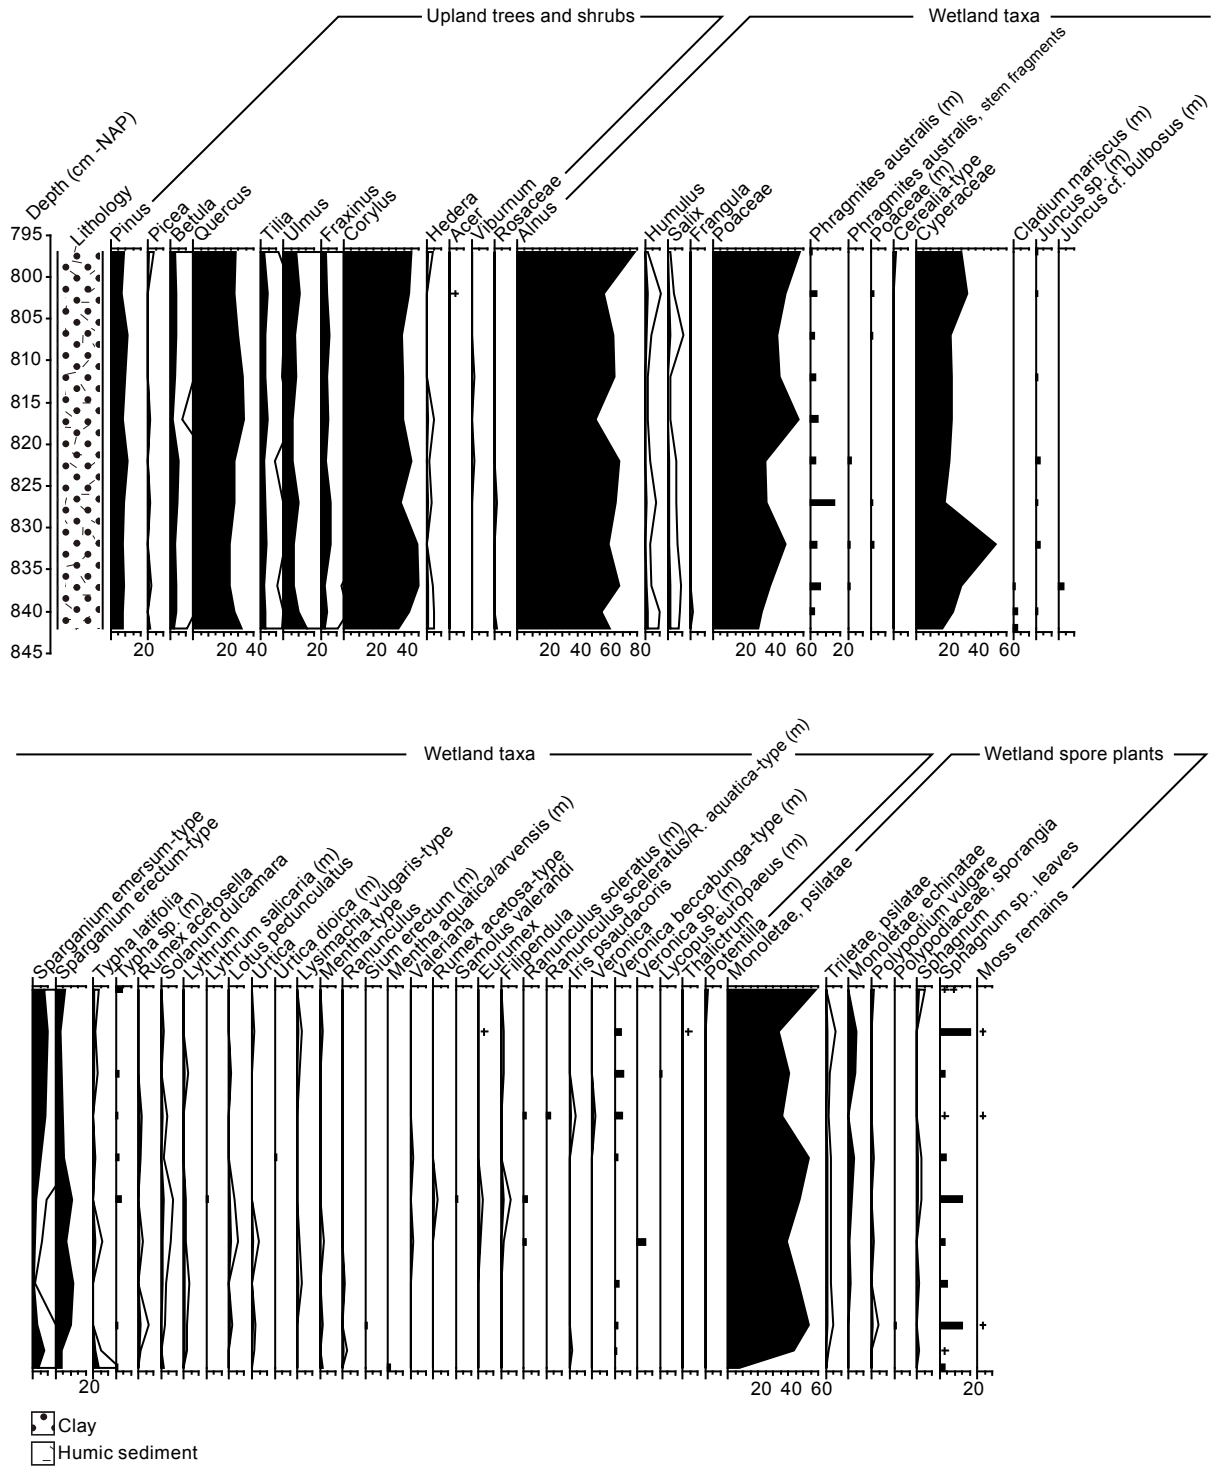 Upland trees and shrubs
Wetland taxa
Depth (cm -NAP)
Lithology
Pinus
Picea
Betula
Quercus
Tilia
Ulmus
Fraxinus
Corylus
Hedera
Acer
Viburnum
Rosaceae
Alnus
Humulus
Salix
Frangula
Poaceae
Phragmites australis (m)
Phragmites australis, stem fragments
Poaceae (m)
Cerealia-type
Cyperaceae
Cladium mariscus (m)
Juncus sp. (m)
Juncus cf. bulbosus (m)
795
800
805
810
815
820
825
830
835
840
845
20 20 40 20 20 40 20 40 60 80 20 40 60 20 20 40 60
Wetland taxa
Wetland spore plants
Sparganium emersum-type
Sparganium erectum-type
Typha latifolia
Typha sp. (m)
Rumex acetosella
Solanum dulcamara
Lythrum
Lythrum salicaria (m)
Lotus pedunculatus
Urtica
Urtica dioica (m)
Lysmachia vulgaris-type
Mentha-type
Ranunculus
Sium erectum (m)
Mentha aquatica/arvensis (m)
Valeriana
Rumex acetosa-type
Samolus valerandi
Eurumex
Filipendula
Ranunculus scleratus (m)
Ranunculus sceleratus/R. aquatica-type (m)
Iris psaudacoris
Veronica
Veronica beccabunga-type (m)
Veronica sp. (m)
Lycopus europaeus (m)
Thalictrum
Potentilla
Monoletae, psilatae
Triletae, psilatae
Monoletae, echinatae
Polypodium vulgare
Polypodiaceae, sporangia
Sphagnum
Sphagnum sp., leaves
Moss remains
20 20 40 60 20
Clay
Humic sediment